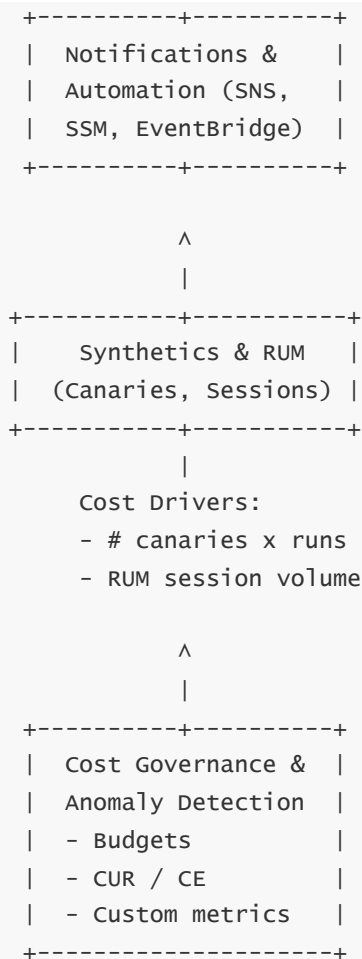 +----------+----------+
|  Notifications &    |
|  Automation (SNS,   |
|  SSM, EventBridge)  |
+----------+----------+
^
|
+-----------+-----------+
|    Synthetics & RUM   |
|  (Canaries, Sessions) |
+-----------+-----------+
|
Cost Drivers:
- # canaries x runs
- RUM session volume
^
|
+----------+----------+
|  Cost Governance &  |
|  Anomaly Detection  |
|  - Budgets          |
|  - CUR / CE         |
|  - Custom metrics   |
+---------------------+